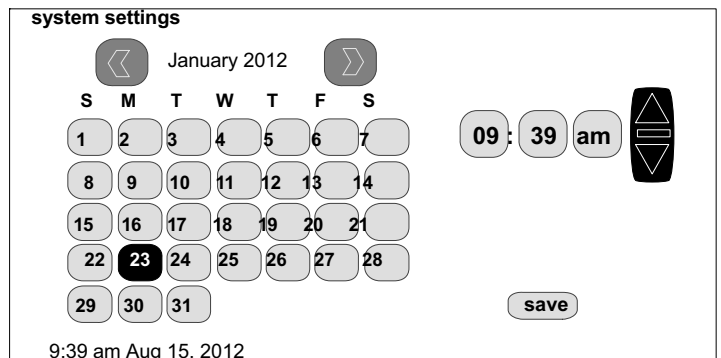 system settings
January 2012
S M T W T F S
1 2 3 4 5 6 7
09 : 39 am
8 9 10 11 12 13 14
15 16 17 18 19 20 21
22 23 24 25 26 27 28
29 30 31
save
9:39 am Aug 15, 2012